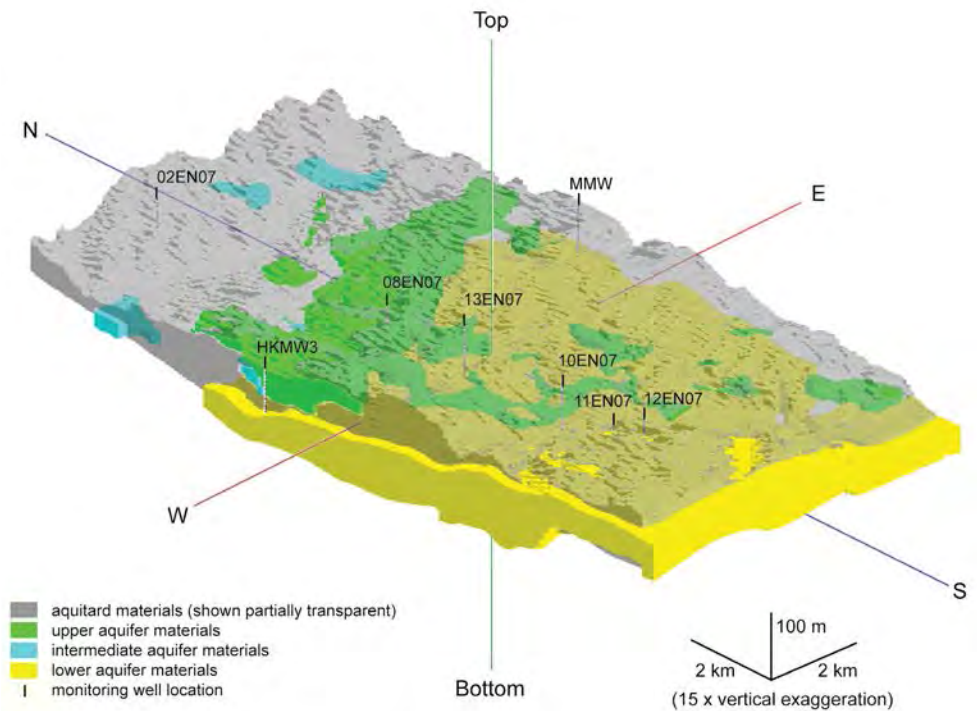 Top
N
02EN07
MMW
E
08EN07
13EN07
HKMW3
10EN07
11EN07
12EN07
W
S
aquitard materials (shown partially transparent)
upper aquifer materials
intermediate aquifer materials
lower aquifer materials
monitoring well location
Bottom
100 m
2 km
2 km
(15 x vertical exaggeration)